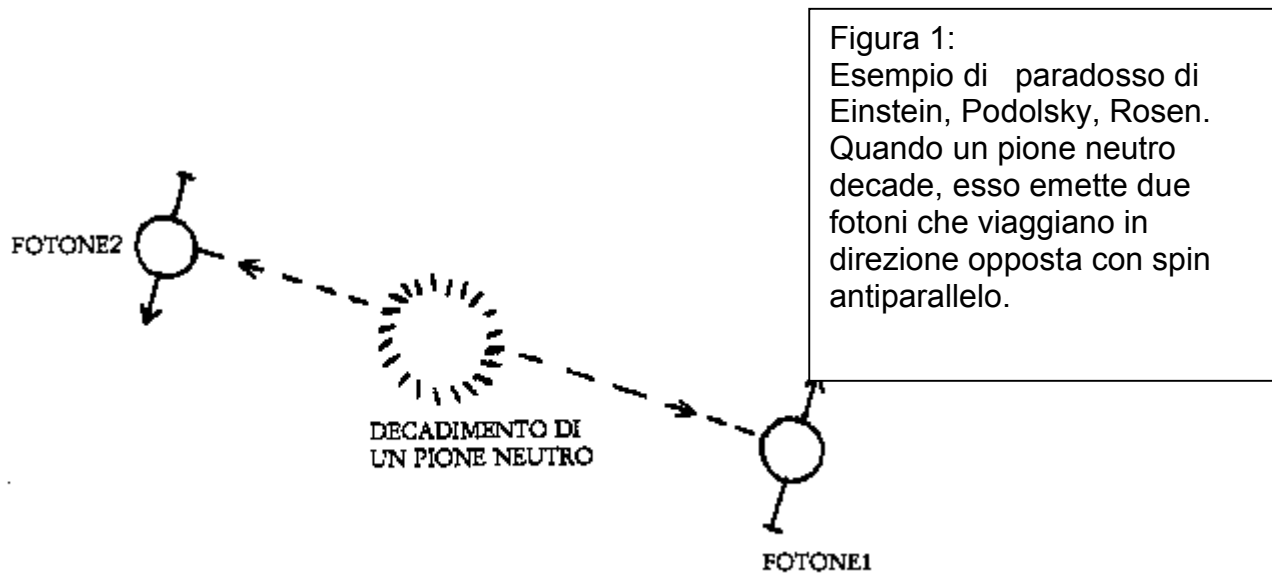 Figura 1:
Esempio di paradosso di
Einstein, Podolsky, Rosen.
Quando un pione neutro
decade, esso emette due
fotoni che viaggiano in
direzione opposta con spin
antiparallelo.
FOTONE2
DECADIMENTO DI
UN PIONE NEUTRO
FOTONE1